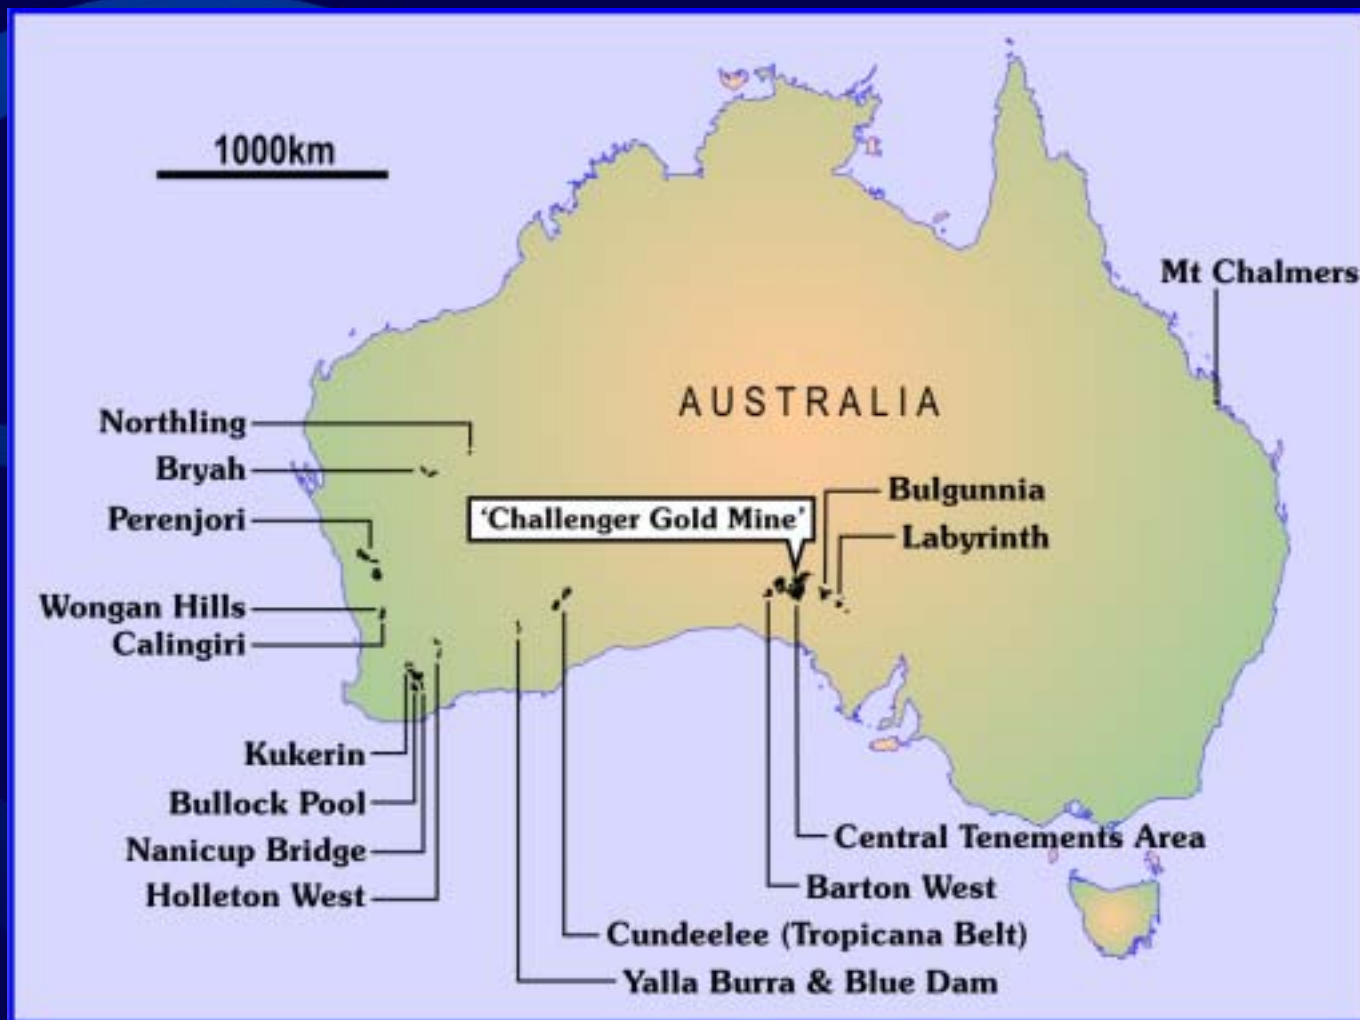 1000km
Mt Chalmers
AUSTRALIA
Northling
Bryah
Perenjori
'Challenger Gold Mine'
Bulgunnia
Labyrinth
Wongan Hills
Calingiri
Kukerin
Bullock Pool
Nanicup Bridge
Holleton West
Central Tenements Area
Barton West
Cundeelee (Tropicana Belt)
Yalla Burra & Blue Dam